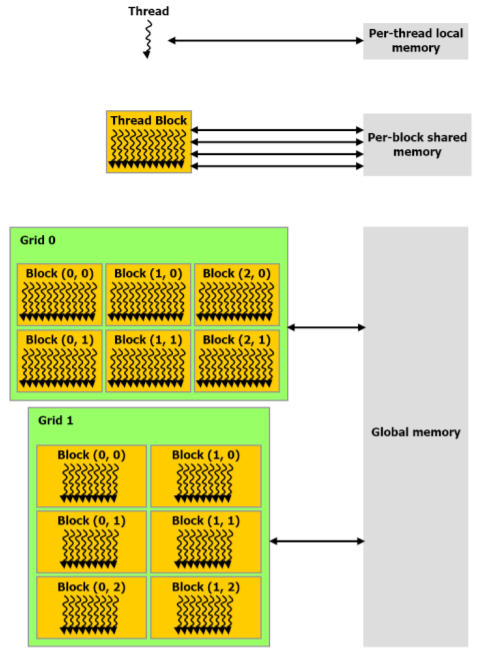 Thread
Per-thread local
memory
Thread Block
Per-block shared
memory
Grid 0
Block (0, 0) Block (1, 0) Block (2, 0)
Block (0, 1) Block (1, 1) Block (2, 1)
Grid 1
Block (0, 0) Block (1, 0)
Block (0, 1) Block (1, 1)
Block (0, 2) Block (1, 2)
Global memory